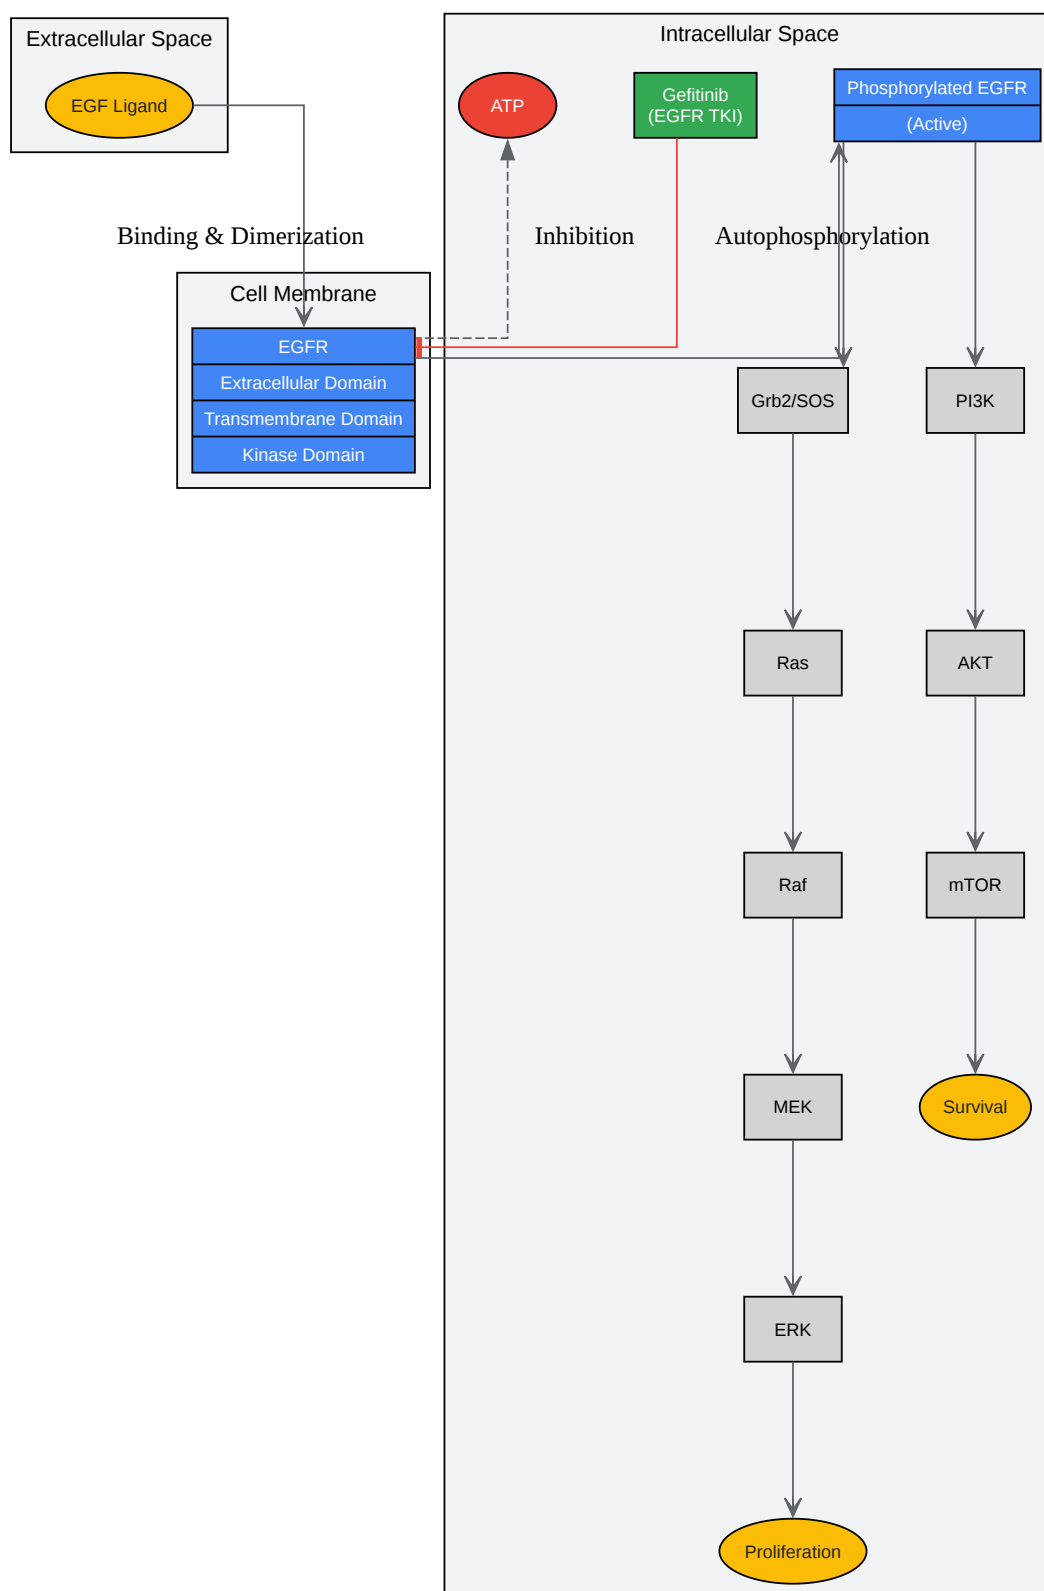 Extracellular Space
EGF Ligand
Intracellular Space
ATP
Gefitinib
(EGFR TKI)
Phosphorylated EGFR
(Active)
Binding & Dimerization
Inhibition
Autophosphorylation
Cell Membrane
EGFR
Extracellular Domain
Transmembrane Domain
Kinase Domain
Grb2/SOS
PI3K
Ras
AKT
Raf
mTOR
MEK
Survival
ERK
Proliferation